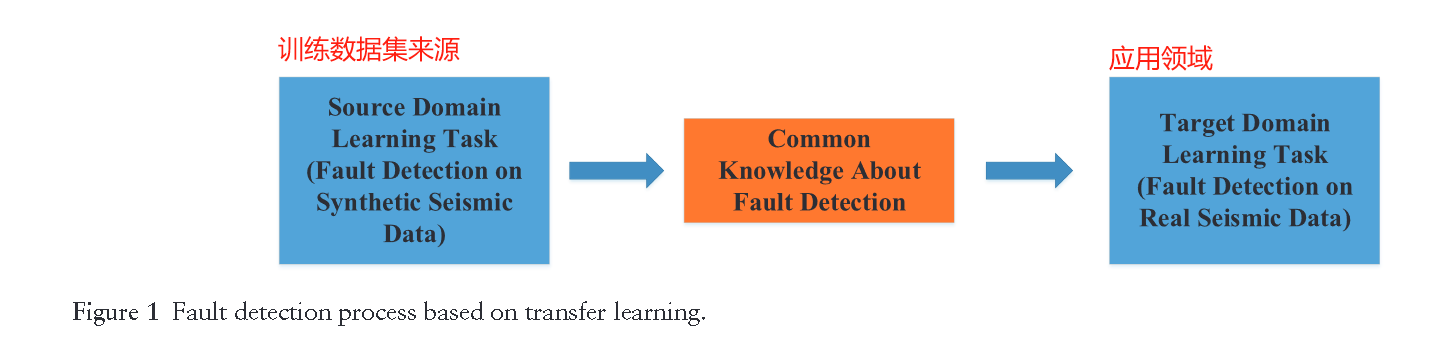 训练数据集来源
Source Domain
Learning Task
(Fault Detection on
Synthetic Seismic
Data)
Common
Knowledge About
Fault Detection
应用领域
Target Domain
Learning Task
(Fault Detection on
Real Seismic Data)
Figure 1 Fault detection process based on transfer learning.